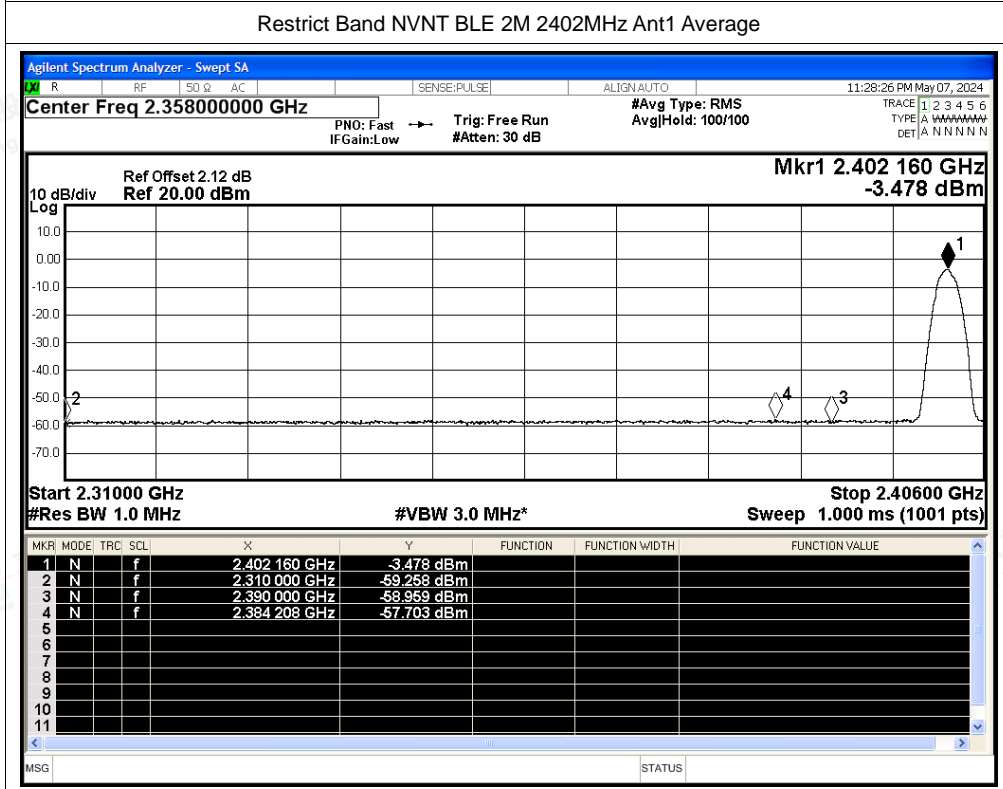 Restrict Band NVNT BLE 2M 2402MHz Ant1 Average
Agilent Spectrum Analyzer - Swept SA
LXI R RF 50 Ω AC SENSE:PULSE ALIGN AUTO 11:28:26 PM May 07, 2024
Center Freq 2.358000000 GHz #Avg Type: RMS TRACE 1 2 3 4 5 6
PNO: Fast Trig: Free Run Avg|Hold: 100/100 TYPE A WWWWW
IFGain:Low #Atten: 30 dB DET A N N N N N
Mkr1 2.402 160 GHz
Ref Offset 2.12 dB
10 dB/div Ref 20.00 dBm -3.478 dBm
Log
10.0
1
0.00
-10.0
-20.0
-30.0
-40.0
-50.0 2 4 3
-60.0
-70.0
Start 2.31000 GHz Stop 2.40600 GHz
#Res BW 1.0 MHz #VBW 3.0 MHz* Sweep 1.000 ms (1001 pts)
MKR MODE TRC SCL X Y FUNCTION FUNCTION WIDTH FUNCTION VALUE
1 N f 2.402 160 GHz -3.478 dBm
2 N f 2.310 000 GHz -59.258 dBm
3 N f 2.390 000 GHz -58.959 dBm
4 N f 2.384 208 GHz -57.703 dBm
5
6
7
8
9
10
11
MSG STATUS